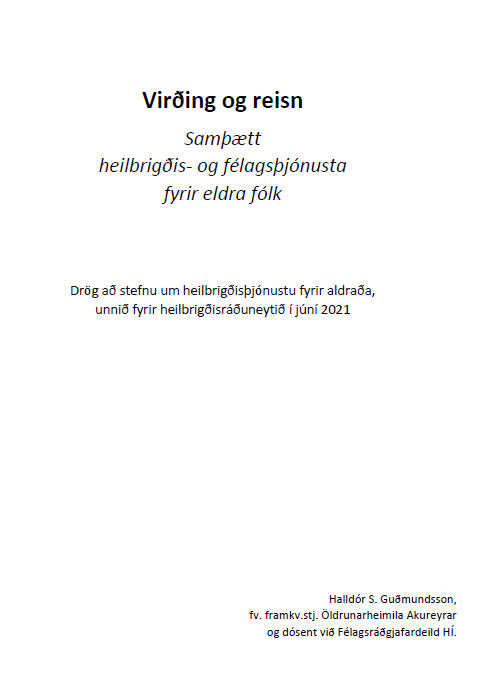 Virðing og reisn
Samþætt
heilbrigðis- og félagsþjónusta
fyrir eldra fólk
Drög að stefnu um heilbrigðisþjónustu fyrir aldraða,
unnið fyrir heilbrigðisráðuneytið í júní 2021
Halldór S. Guðmundsson,
fv. framkv.stj. Öldrunarheimila Akureyrar
og dósent við Félagsráðgjafardeild HÍ.